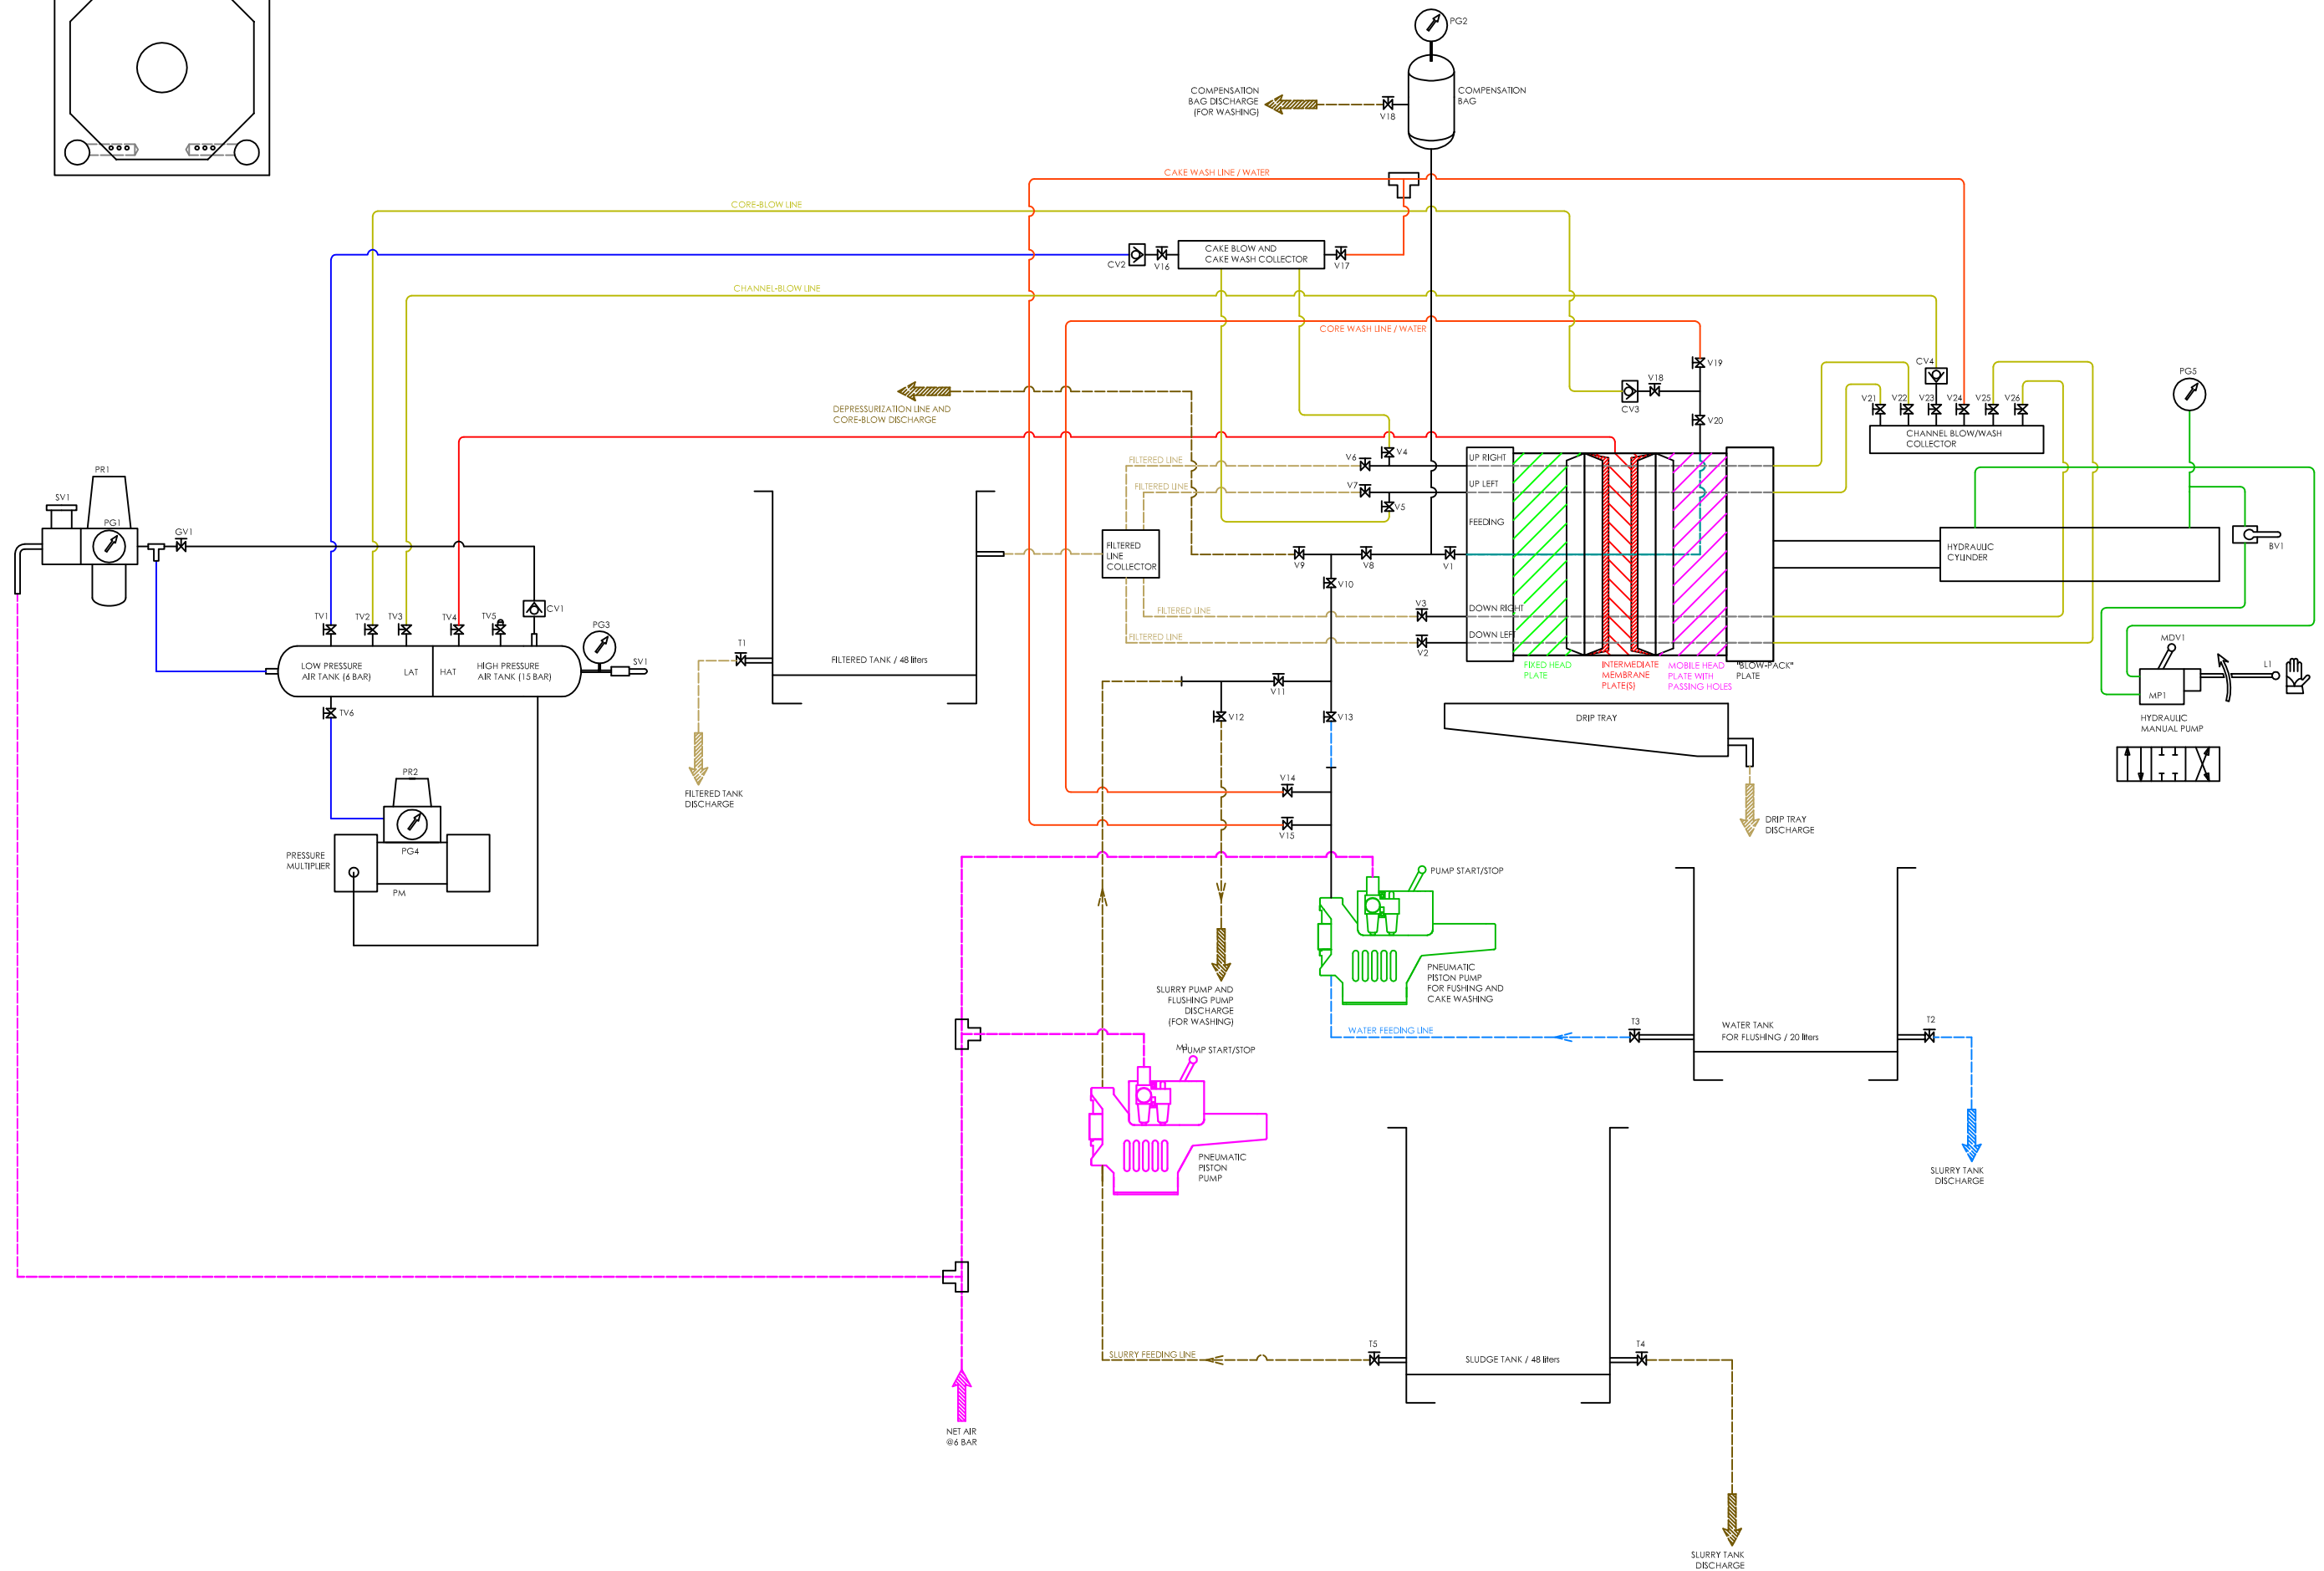 PG2
COMPENSATION
BAG DISCHARGE
(FOR WASHING)
V18
COMPENSATION
BAG
CAKE WASH LINE / WATER
CORE-BLOW LINE
CV2
V16
CAKE BLOW AND
CAKE WASH COLLECTOR
V17
CHANNEL-BLOW LINE
CORE WASH LINE / WATER
V19
V18
CV3
V20
CV4
V21
V22
V23
V24
V25
V26
CHANNEL BLOW/WASH
COLLECTOR
PG5
DEPRESSURIZATION LINE AND
CORE-BLOW DISCHARGE
FILTERED LINE
V6
V4
UP RIGHT
FILTERED LINE
V7
V5
UP LEFT
FEEDING
PR1
SV1
PG1
GV1
FILTERED
LINE
COLLECTOR
V9
V8
V1
V10
HYDRAULIC
CYLINDER
BV1
FILTERED LINE
V3
DOWN RIGHT
FILTERED LINE
V2
DOWN LEFT
TV1
TV2
TV3
TV4
TV5
CV1
PG3
SV1
LOW PRESSURE
AIR TANK (6 BAR)
LAT
HAT
HIGH PRESSURE
AIR TANK (15 BAR)
TV6
T1
FILTERED TANK / 48 liters
FIXED HEAD
PLATE
INTERMEDIATE
MEMBRANE
PLATE(S)
MOBILE HEAD
PLATE WITH
PASSING HOLES
"BLOW-PACK"
PLATE
MDV1
L1
MP1
HYDRAULIC
MANUAL PUMP
V11
V12
V13
DRIP TRAY
PR2
PG4
PRESSURE
MULTIPLIER
PM
FILTERED TANK
DISCHARGE
V14
V15
DRIP TRAY
DISCHARGE
PUMP START/STOP
PNEUMATIC
PISTON PUMP
FOR FUSHING AND
CAKE WASHING
SLURRY PUMP AND
FLUSHING PUMP
DISCHARGE
(FOR WASHING)
WATER FEEDING LINE
T3
WATER TANK
FOR FLUSHING / 20 liters
T2
PUMP START/STOP
PNEUMATIC
PISTON
PUMP
SLURRY TANK
DISCHARGE
SLURRY FEEDING LINE
T5
SLUDGE TANK / 48 liters
T4
NET AIR
@6 BAR
SLURRY TANK
DISCHARGE